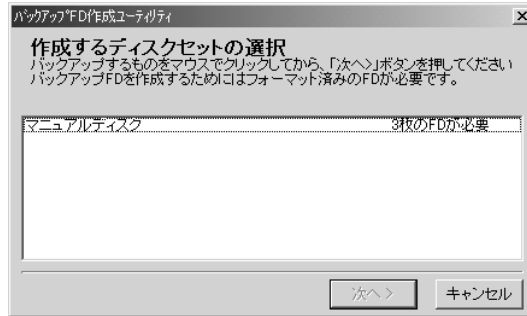 バックアップFD作成ユーティリティ
作成するディスクセットの選択
バックアップするものをマウスでクリックしてから、「次へ>」ボタンを押してください
バックアップFDを作成するためにはフォーマット済みのFDが必要です。
マニュアルディスク 3枚のFDが必要
次へ> キャンセル